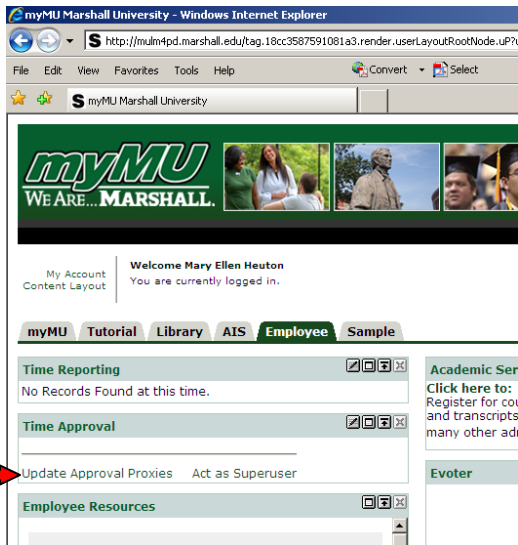 myMU Marshall University - Windows Internet Explorer
S http://mulm4pd.marshall.edu/tag.18cc3587591081a3.render.userLayoutRootNode.uP?u
File Edit View Favorites Tools Help Convert Select
S myMU Marshall University
myMU
WE ARE...MARSHALL.
My Account
Content Layout
Welcome Mary Ellen Heuton
You are currently logged in.
myMU Tutorial Library AIS Employee Sample
Time Reporting
No Records Found at this time.
Time Approval
Update Approval Proxies Act as Superuser
Employee Resources
Academic Ser
Click here to:
Register for cou
and transcripts
many other adr
Evoter